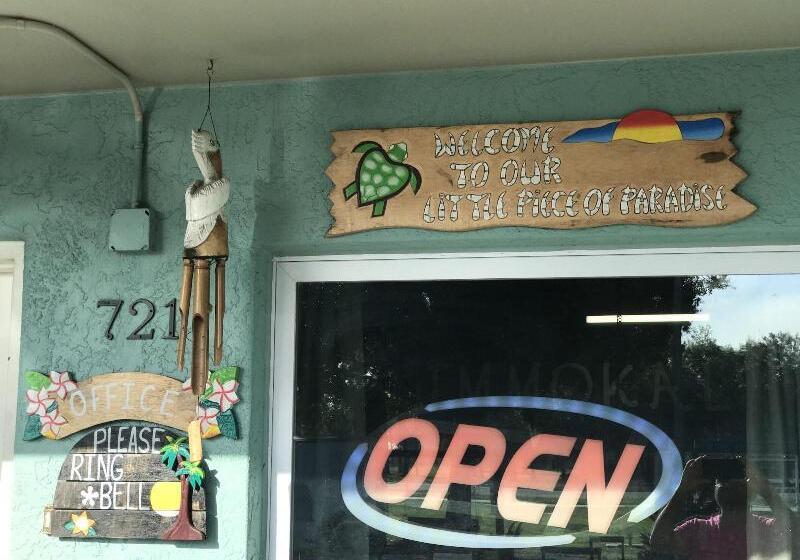 WELCOME
TO OUR
LITTLE PIECE OF PARADISE
721
OFFICE
PLEASE
RING
*BELL
OPEN